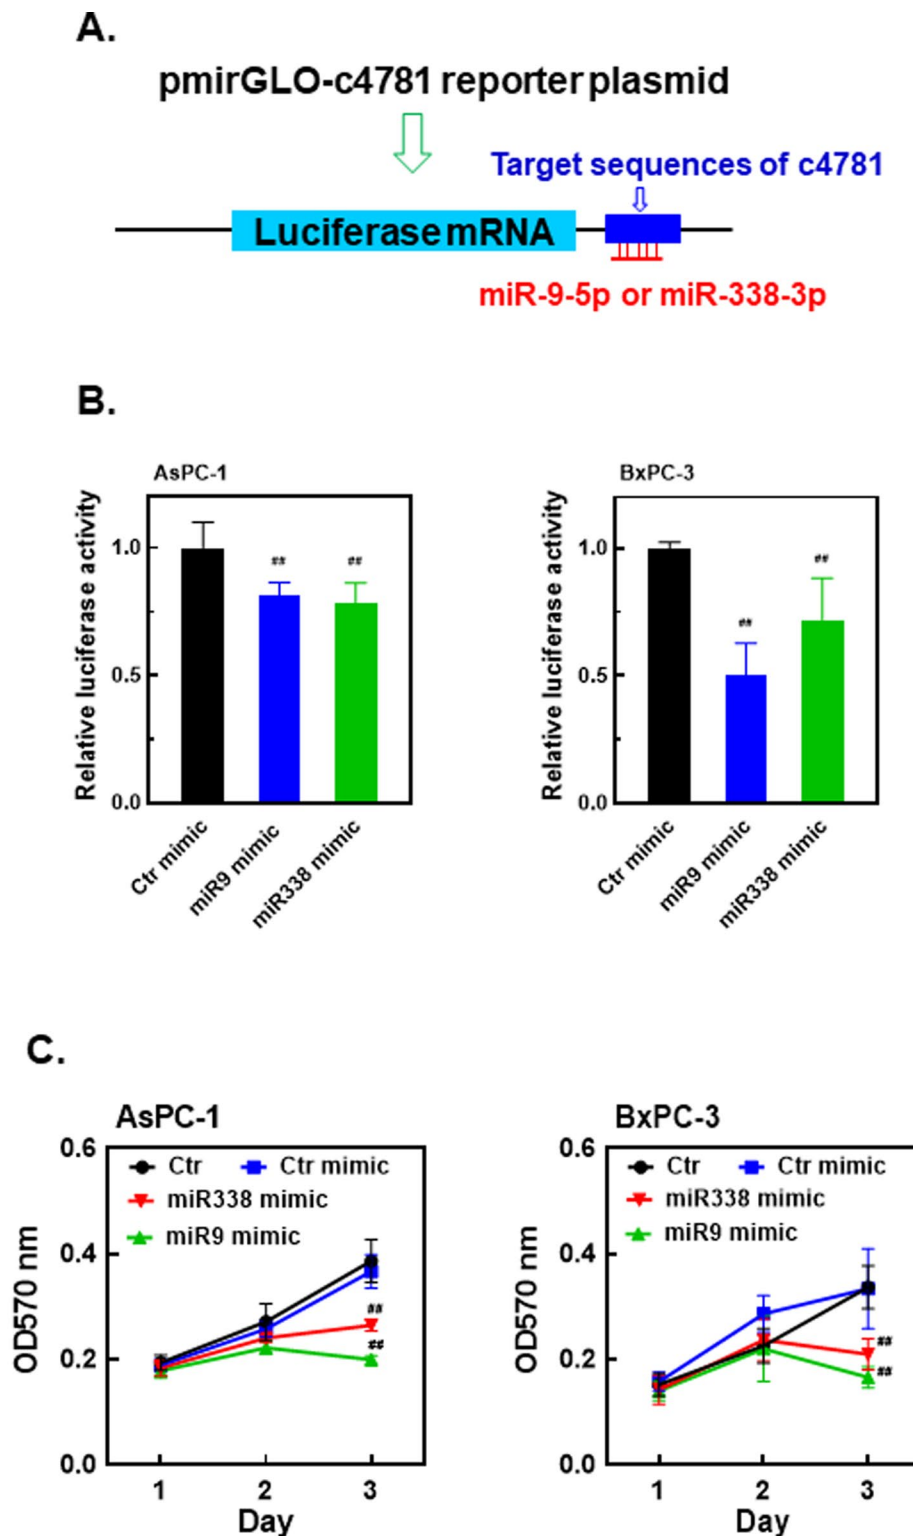 A.
pmirGLO-c4781 reporter plasmid
Target sequences of c4781
Luciferase mRNA
miR-9-5p or miR-338-3p
B.
AsPC-1
Relative luciferase activity
1.0
0.5
0.0
##
##
Ctr mimic
miR9 mimic
miR338 mimic
BxPC-3
Relative luciferase activity
1.0
0.5
0.0
##
##
Ctr mimic
miR9 mimic
miR338 mimic
C.
AsPC-1
OD570 nm
0.6
0.4
0.2
0.0
Ctr
Ctr mimic
miR338 mimic
miR9 mimic
##
##
1 2 3
Day
BxPC-3
OD570 nm
0.6
0.4
0.2
0.0
Ctr
Ctr mimic
miR338 mimic
miR9 mimic
##
##
1 2 3
Day